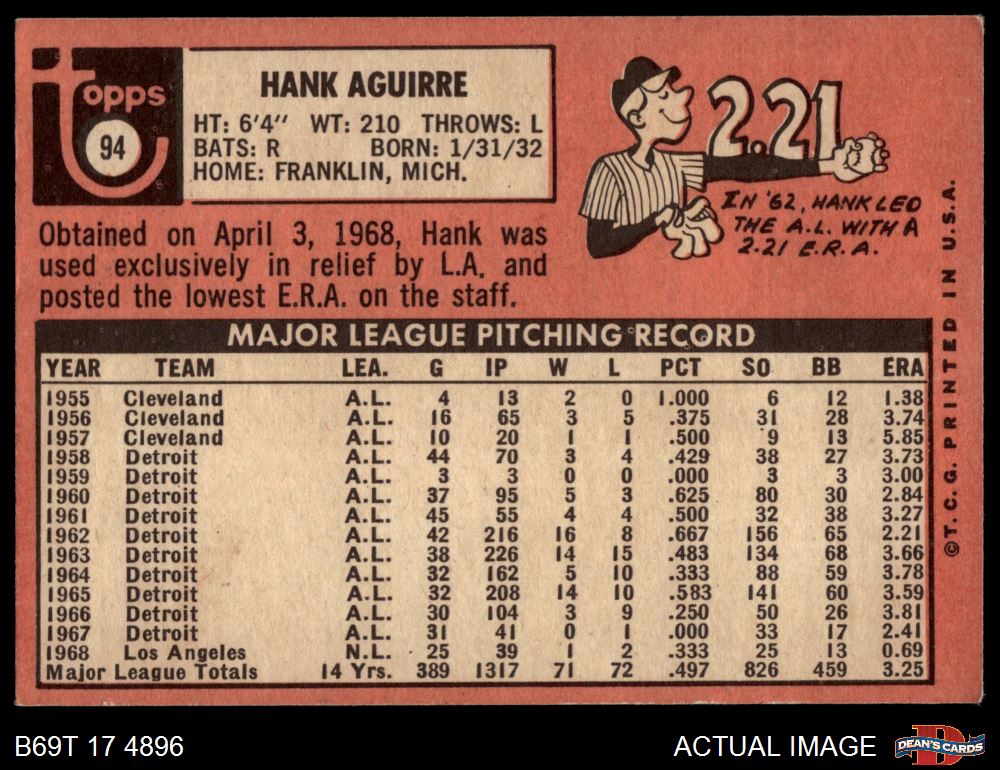 topps
94
HANK AGUIRRE
HT: 6'4" WT: 210 THROWS: L
BATS: R BORN: 1/31/32
HOME: FRANKLIN, MICH.
2.21
IN '62, HANK LED
THE A.L. WITH A
2.21 E.R.A.
Obtained on April 3, 1968, Hank was
used exclusively in relief by L.A. and
posted the lowest E.R.A. on the staff.
MAJOR LEAGUE PITCHING RECORD
YEAR TEAM LEA. G IP W L PCT SO BB ERA
1955 Cleveland A.L. 4 13 2 0 1.000 6 12 1.38
1956 Cleveland A.L. 16 65 3 5 .375 31 28 3.74
1957 Cleveland A.L. 10 20 1 1 .500 9 13 5.85
1958 Detroit A.L. 44 70 3 4 .429 38 27 3.73
1959 Detroit A.L. 3 3 0 0 .000 3 3 3.00
1960 Detroit A.L. 37 95 5 3 .625 80 30 2.84
1961 Detroit A.L. 45 55 4 4 .500 32 38 3.27
1962 Detroit A.L. 42 216 16 8 .667 156 65 2.21
1963 Detroit A.L. 38 226 14 15 .483 134 68 3.66
1964 Detroit A.L. 32 162 5 10 .333 88 59 3.78
1965 Detroit A.L. 32 208 14 10 .583 141 60 3.59
1966 Detroit A.L. 30 104 3 9 .250 50 26 3.81
1967 Detroit A.L. 31 41 0 1 .000 33 17 2.41
1968 Los Angeles N.L. 25 39 1 2 .333 25 13 0.69
Major League Totals 14 Yrs. 389 1317 71 72 .497 826 459 3.25
©T.C.G. PRINTED IN U.S.A.
B69T 17 4896
ACTUAL IMAGE
D
DEAN'S CARDS